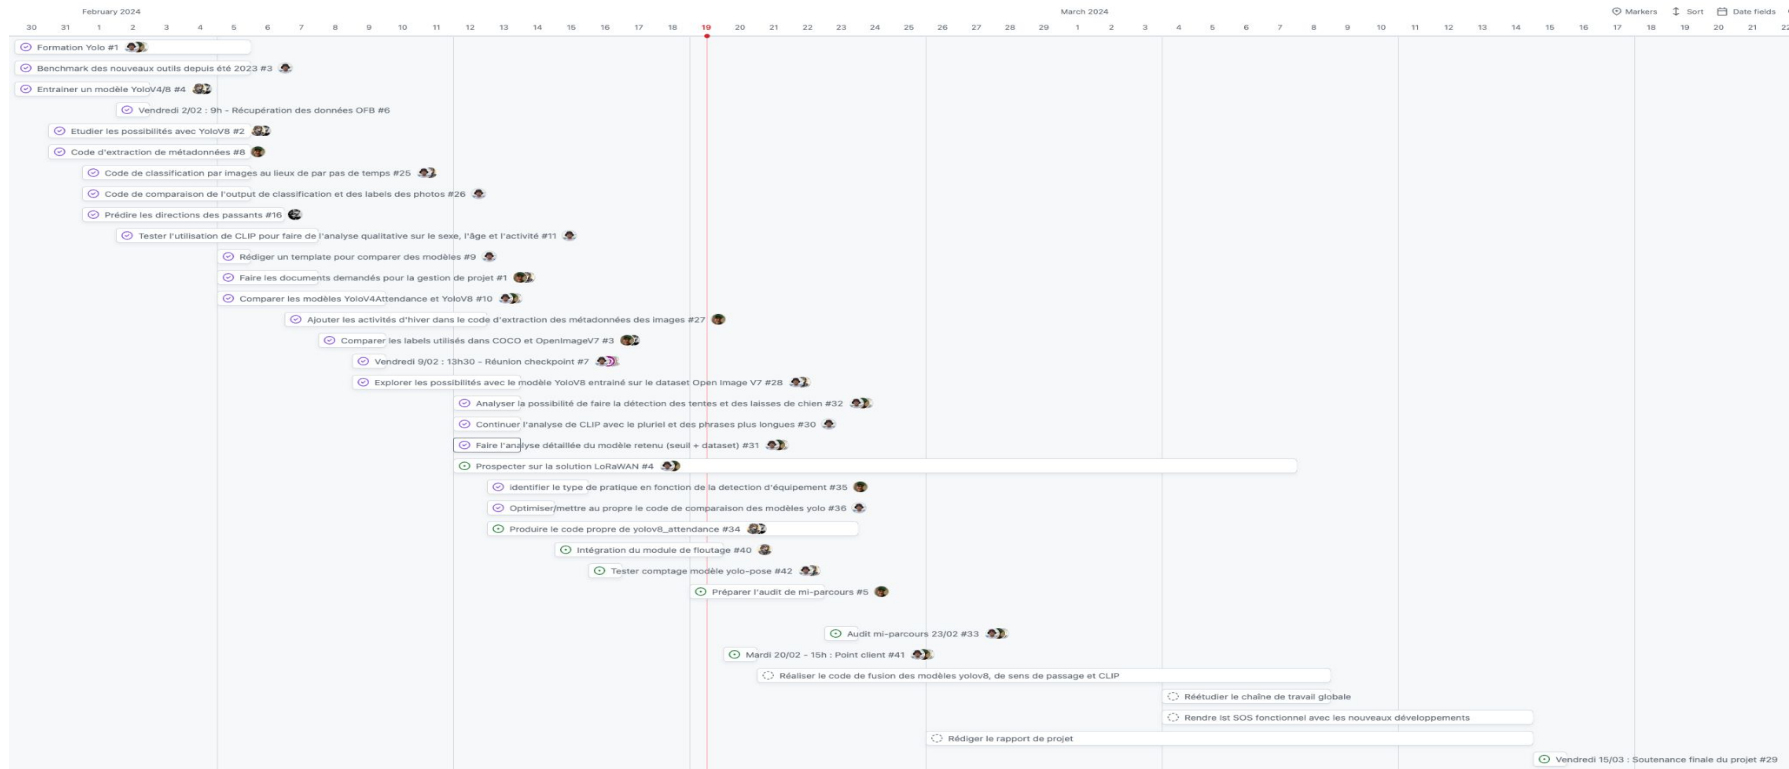 February 2024 March 2024 Markers Sort Date fields
30 31 1 2 3 4 5 6 7 8 9 10 11 12 13 14 15 16 17 18 19 20 21 22 23 24 25 26 27 28 29 1 2 3 4 5 6 7 8 9 10 11 12 13 14 15 16 17 18 19 20 21 22
Formation Yolo #1
Benchmark des nouveaux outils depuis été 2023 #3
Entrainer un modèle YoloV4/8 #4
Vendredi 2/02 : 9h - Récupération des données OFB #6
Etudier les possibilités avec YoloV8 #2
Code d'extraction de métadonnées #8
Code de classification par images au lieux de par pas de temps #25
Code de comparaison de l'output de classification et des labels des photos #26
Prédire les directions des passants #16
Tester l'utilisation de CLIP pour faire de l'analyse qualitative sur le sexe, l'âge et l'activité #11
Rédiger un template pour comparer des modèles #9
Faire les documents demandés pour la gestion de projet #1
Comparer les modèles YoloV4Attendance et YoloV8 #10
Ajouter les activités d'hiver dans le code d'extraction des métadonnées des images #27
Comparer les labels utilisés dans COCO et OpenImageV7 #3
Vendredi 9/02 : 13h30 - Réunion checkpoint #7
Explorer les possibilités avec le modèle YoloV8 entrainé sur le dataset Open Image V7 #28
Analyser la possibilité de faire la détection des tentes et des laisses de chien #32
Continuer l'analyse de CLIP avec le pluriel et des phrases plus longues #30
Faire l'analyse détaillée du modèle retenu (seuil + dataset) #31
Prospecter sur la solution LoRaWAN #4
identifier le type de pratique en fonction de la detection d'équipement #35
Optimiser/mettre au propre le code de comparaison des modèles yolo #36
Produire le code propre de yolov8_attendance #34
Intégration du module de floutage #40
Tester comptage modèle yolo-pose #42
Préparer l'audit de mi-parcours #5
Audit mi-parcours 23/02 #33
Mardi 20/02 - 15h : Point client #41
Réaliser le code de fusion des modèles yolov8, de sens de passage et CLIP
Réétudier le chaîne de travail globale
Rendre ist SOS fonctionnel avec les nouveaux développements
Rédiger le rapport de projet
Vendredi 15/03 : Soutenance finale du projet #29